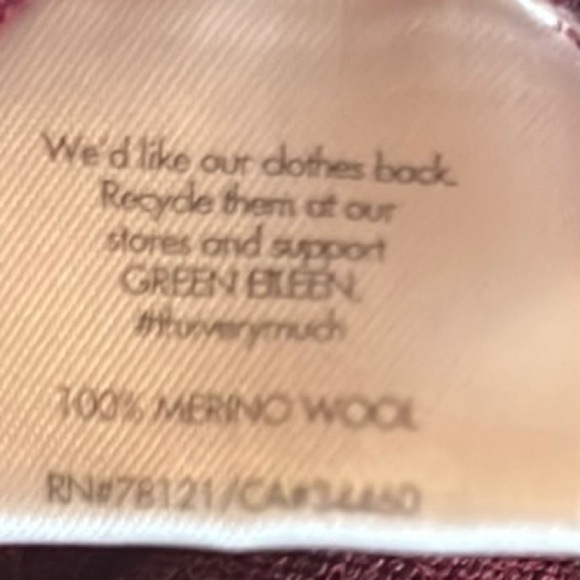 We'd like our clothes back.
Recycle them at our
stores and support
GREEN EILEEN.
#thxverymuch
100% MERINO WOOL
RN#78121/CA#34460